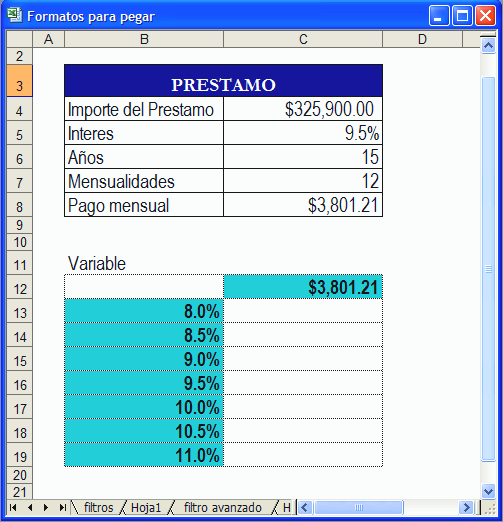 Formatos para pegar
A B C D
2
3 PRESTAMO
4 Importe del Prestamo $325,900.00
5 Interes 9.5%
6 Años 15
7 Mensualidades 12
8 Pago mensual $3,801.21
9
10
11 Variable
12 $3,801.21
13 8.0%
14 8.5%
15 9.0%
16 9.5%
17 10.0%
18 10.5%
19 11.0%
20
21
filtros Hoja1 filtro avanzado H